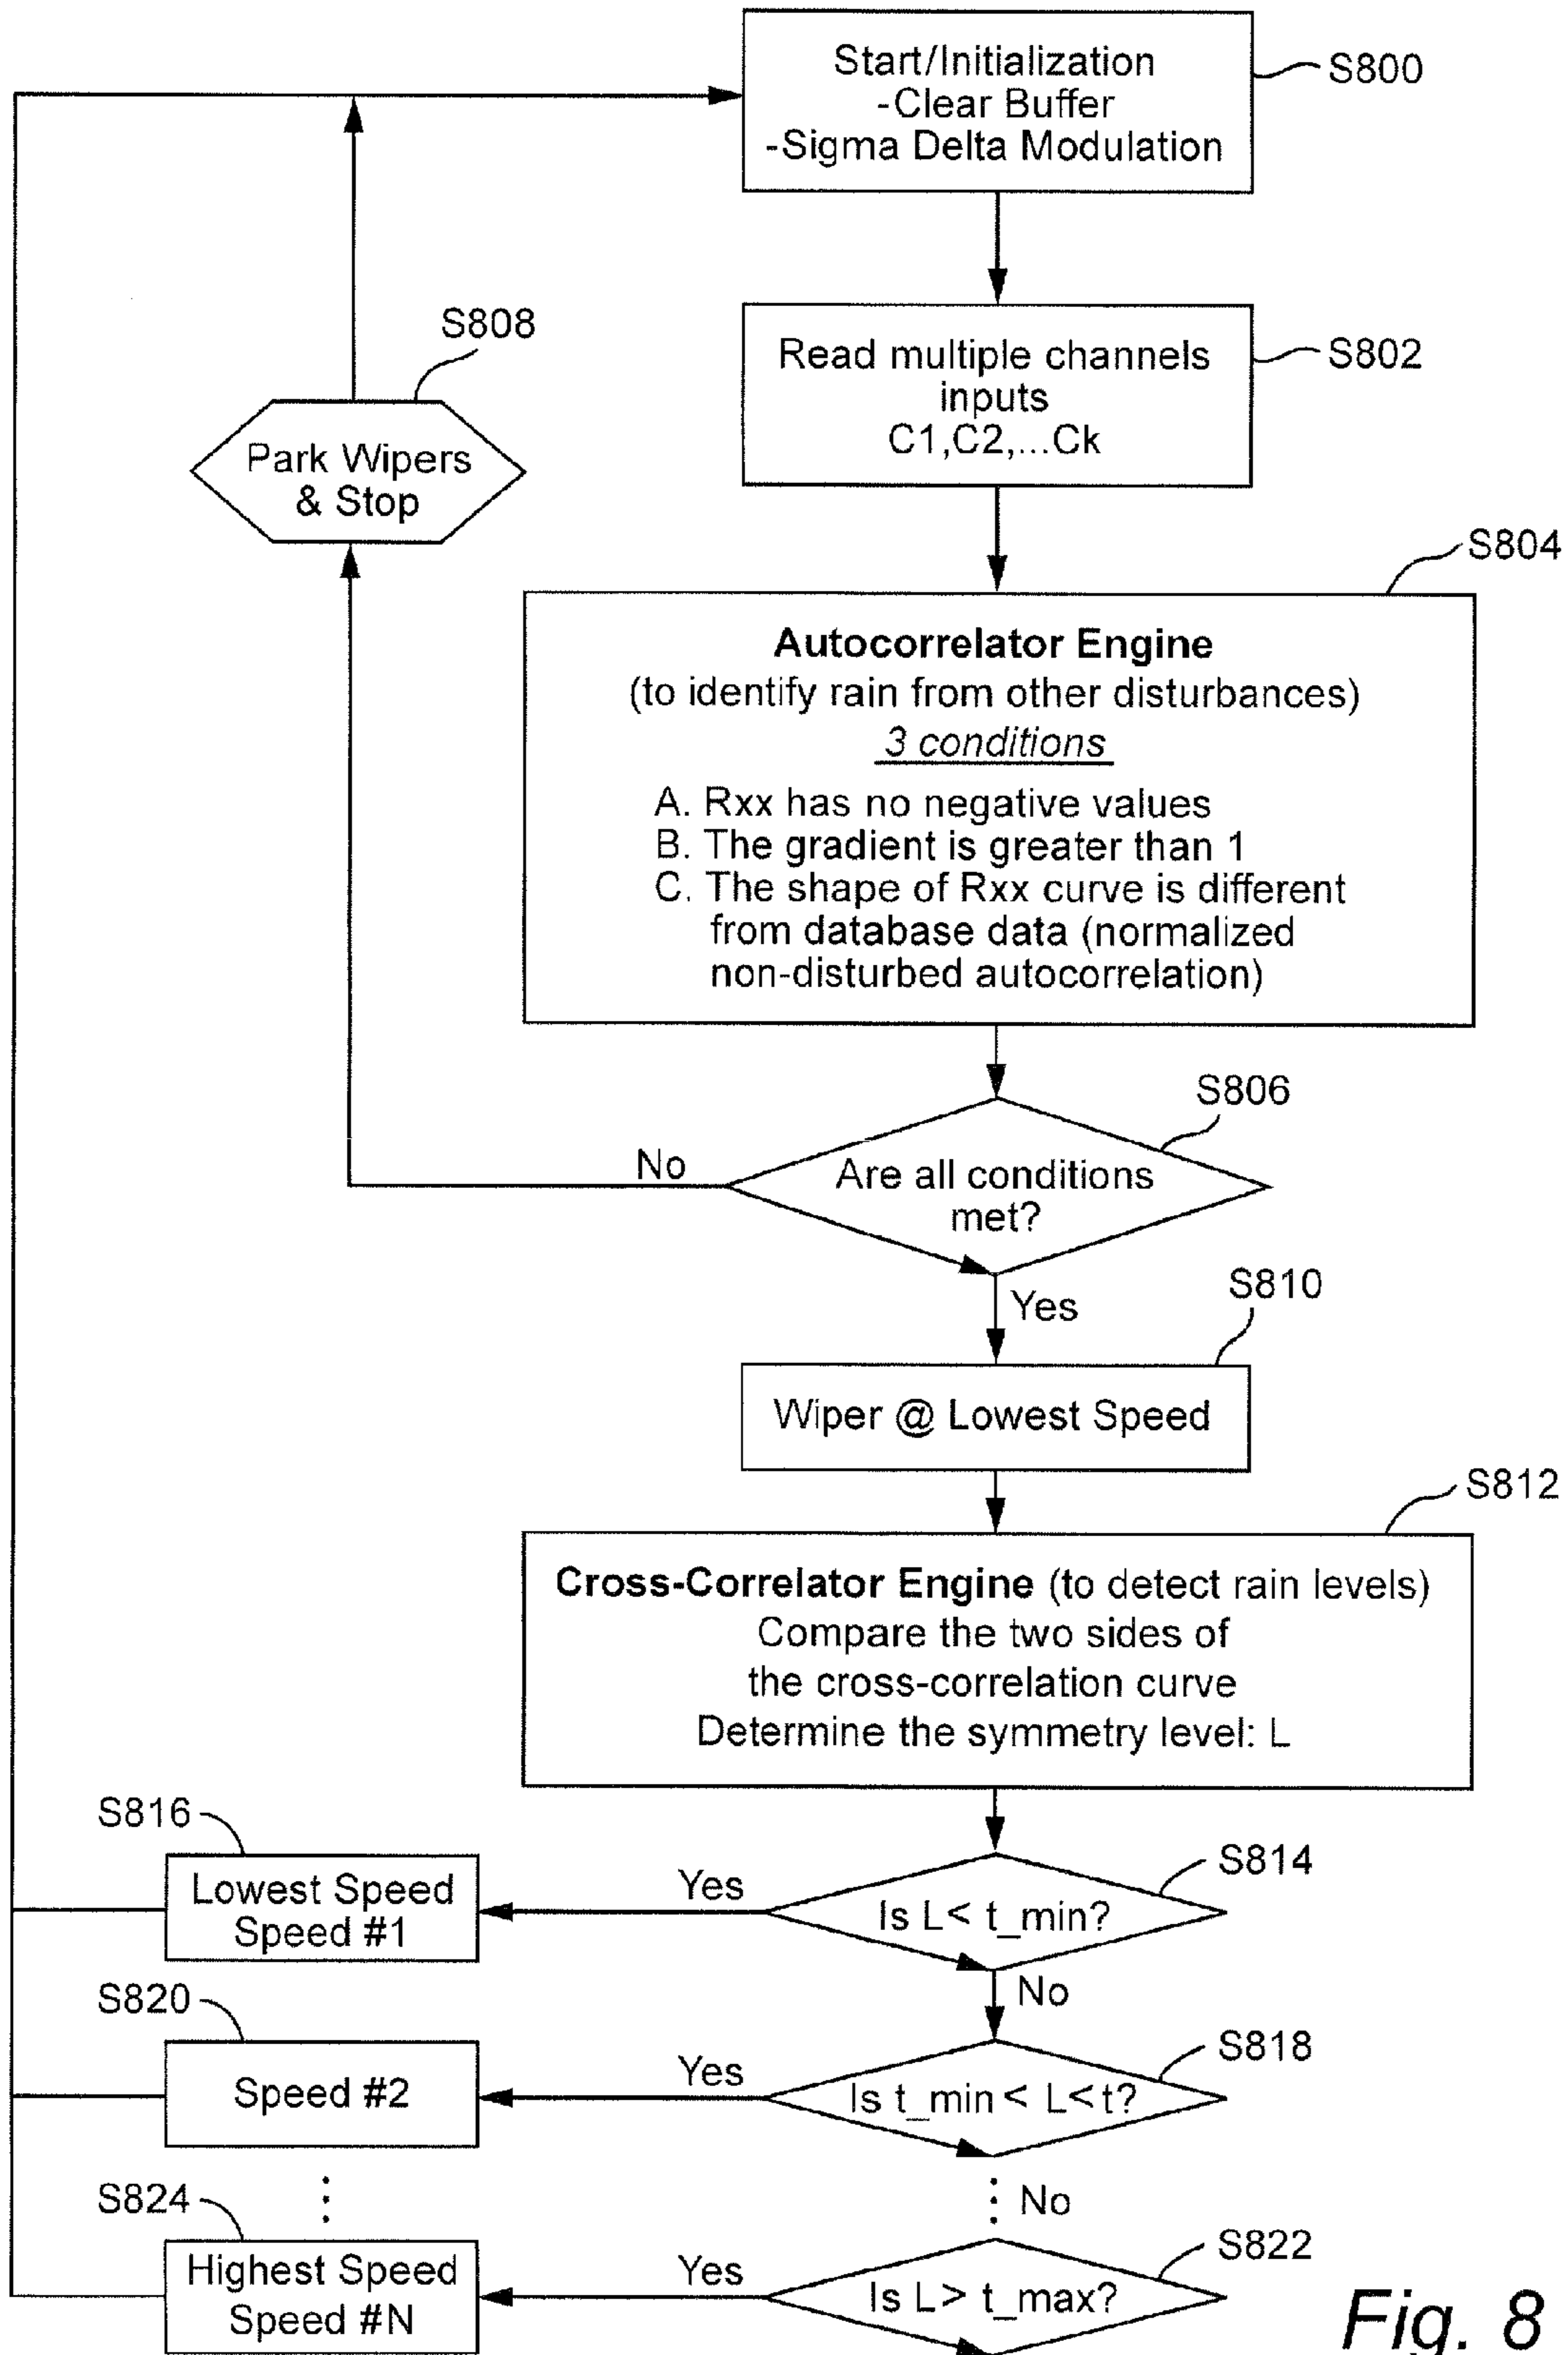 Start/Initialization
-Clear Buffer
-Sigma Delta Modulation
S800
Read multiple channels
inputs
C1,C2,...Ck
S802
S808
Park Wipers
& Stop
S804
Autocorrelator Engine
(to identify rain from other disturbances)
3 conditions
A. Rxx has no negative values
B. The gradient is greater than 1
C. The shape of Rxx curve is different
from database data (normalized
non-disturbed autocorrelation)
S806
No
Are all conditions
met?
Yes
S810
Wiper @ Lowest Speed
S812
Cross-Correlator Engine (to detect rain levels)
Compare the two sides of
the cross-correlation curve
Determine the symmetry level: L
S816
Lowest Speed
Speed #1
Yes
S814
Is L< t_min?
No
S820
Speed #2
Yes
S818
Is t_min < L<t?
No
S824
Highest Speed
Speed #N
Yes
S822
Is L> t_max?
Fig. 8